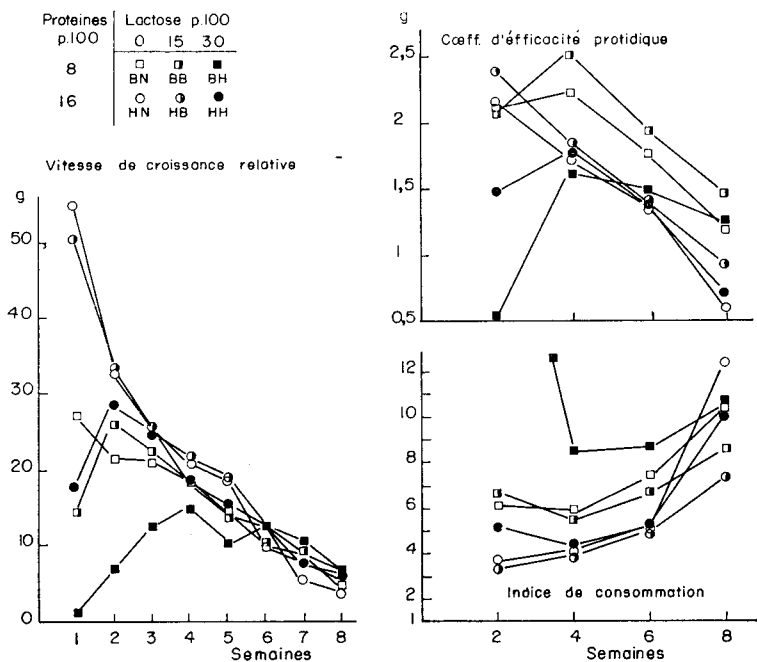 Proteines Lactose p.100
p.100 0 15 30
8
BN BB BH
16
HN HB HH
Vitesse de croissance relative
g
50
40
30
20
10
0
1 2 3 4 5 6 7 8
Semaines
g
Cœff. d'éfficacité protidique
2,5
2
1,5
1
0,5
12
10
8
6
4
2
1
Indice de consommation
2 4 6 8
Semaines